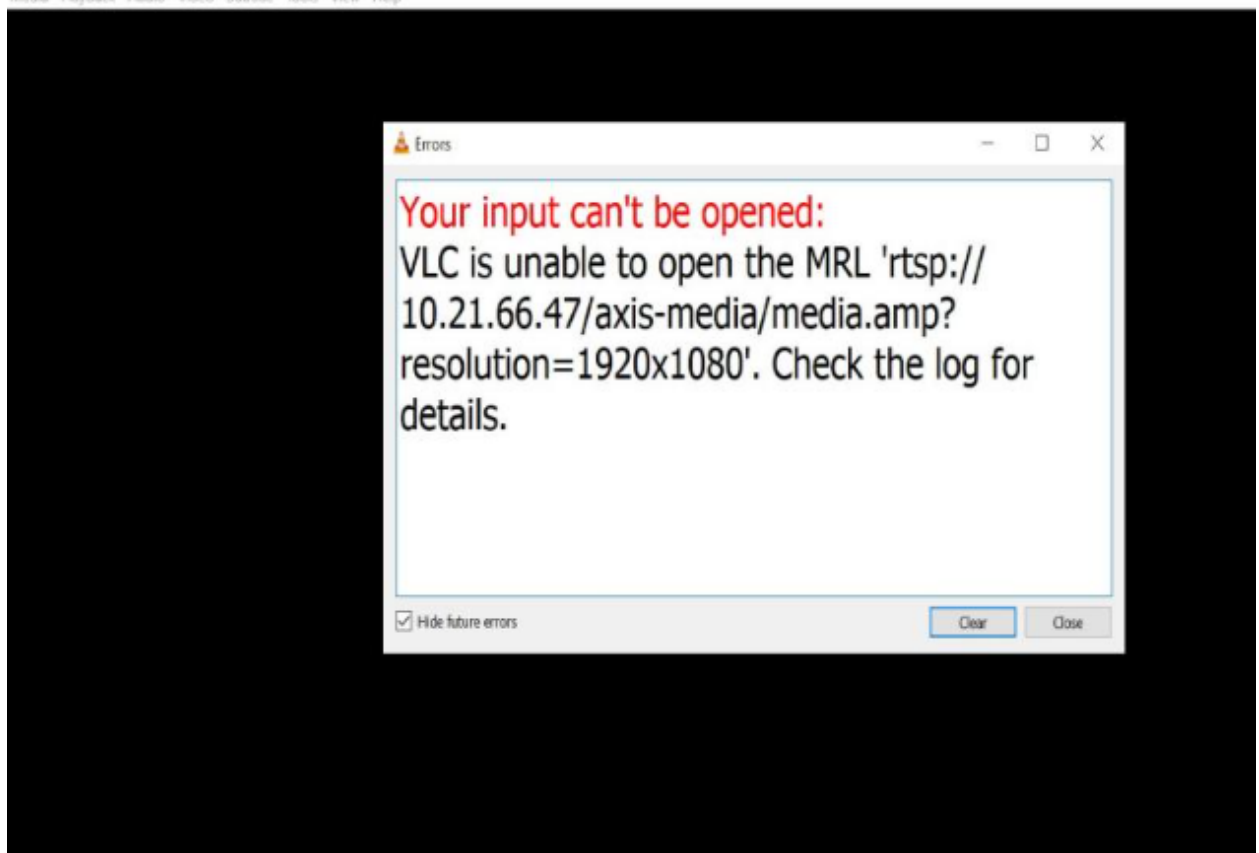 Errors
Your input can't be opened:
VLC is unable to open the MRL 'rtsp://
10.21.66.47/axis-media/media.amp?
resolution=1920x1080'. Check the log for
details.
Hide future errors
Clear
Close